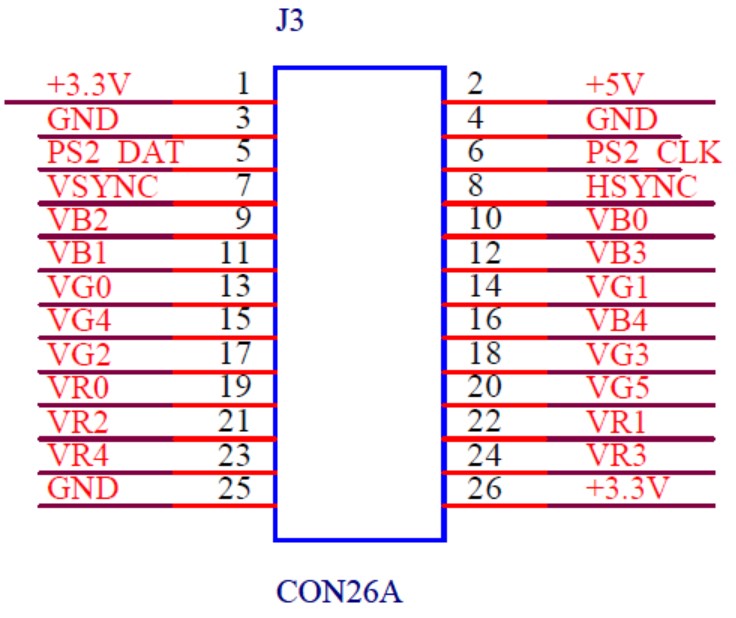 J3
+3.3V 1 2 +5V
GND 3 4 GND
PS2_DAT 5 6 PS2_CLK
VSYNC 7 8 HSYNC
VB2 9 10 VB0
VB1 11 12 VB3
VG0 13 14 VG1
VG4 15 16 VB4
VG2 17 18 VG3
VR0 19 20 VG5
VR2 21 22 VR1
VR4 23 24 VR3
GND 25 26 +3.3V
CON26A